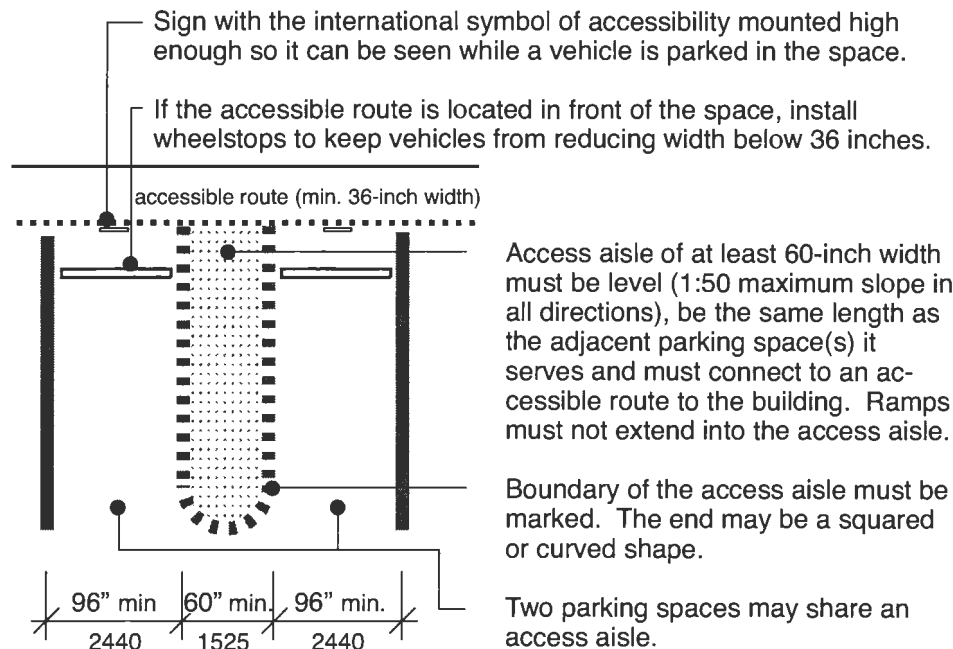 Sign with the international symbol of accessibility mounted high
enough so it can be seen while a vehicle is parked in the space.
If the accessible route is located in front of the space, install
wheelstops to keep vehicles from reducing width below 36 inches.
accessible route (min. 36-inch width)
Access aisle of at least 60-inch width
must be level (1:50 maximum slope in
all directions), be the same length as
the adjacent parking space(s) it
serves and must connect to an ac-
cessible route to the building. Ramps
must not extend into the access aisle.
Boundary of the access aisle must be
marked. The end may be a squared
or curved shape.
Two parking spaces may share an
access aisle.
96” min 60” min. 96” min.
2440 1525 2440